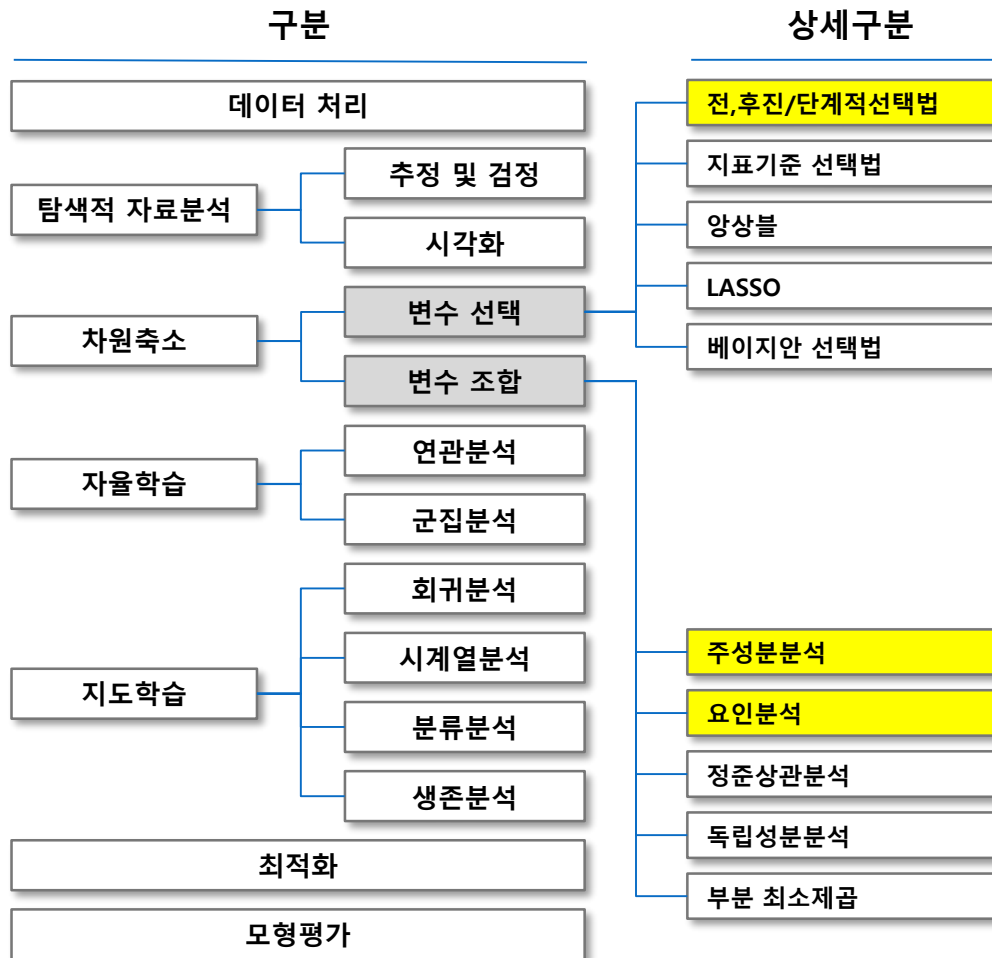 구분
상세구분
데이터 처리
탐색적 자료분석
추정 및 검정
시각화
차원축소
변수 선택
변수 조합
자율학습
연관분석
군집분석
지도학습
회귀분석
시계열분석
분류분석
생존분석
최적화
모형평가
전,후진/단계적선택법
지표기준 선택법
앙상블
LASSO
베이지안 선택법
주성분분석
요인분석
정준상관분석
독립성분분석
부분 최소제곱